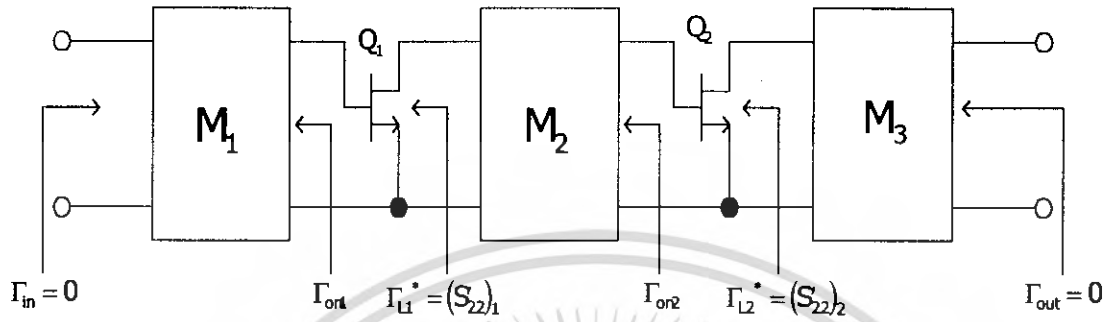 Q₁
Q₂
M₁
M₂
M₃
Γin = 0
Γon1
ΓL1* = (S₂₂)₁
Γon2
ΓL2* = (S₂₂)₂
Γout = 0